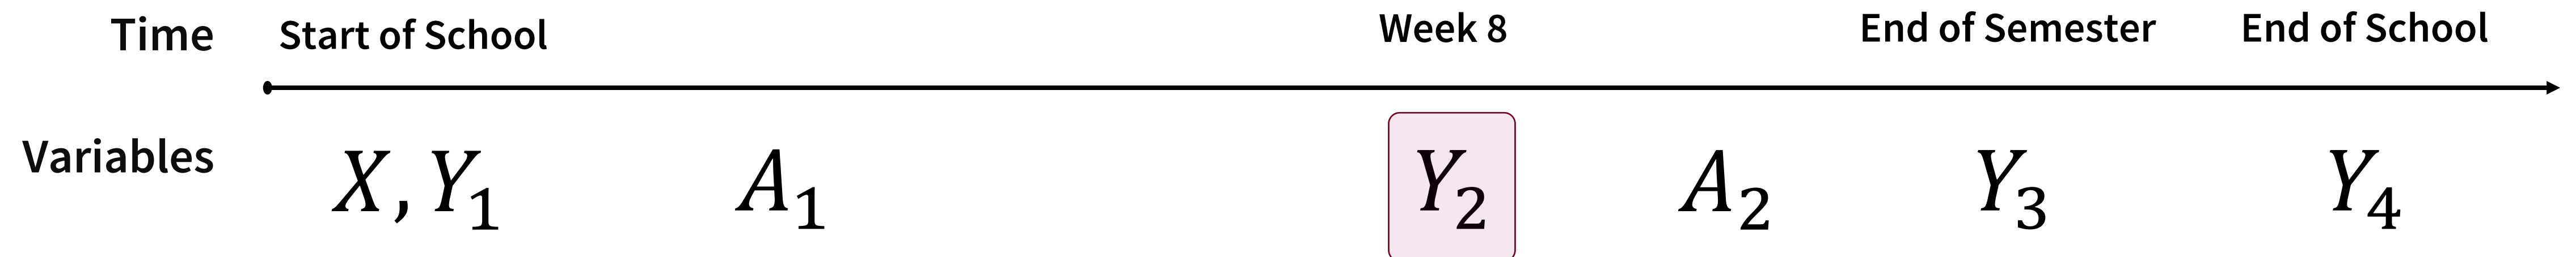 Time Start of School Week 8 End of Semester End of School
Variables X, Y₁ A₁ Y₂ A₂ Y₃ Y₄